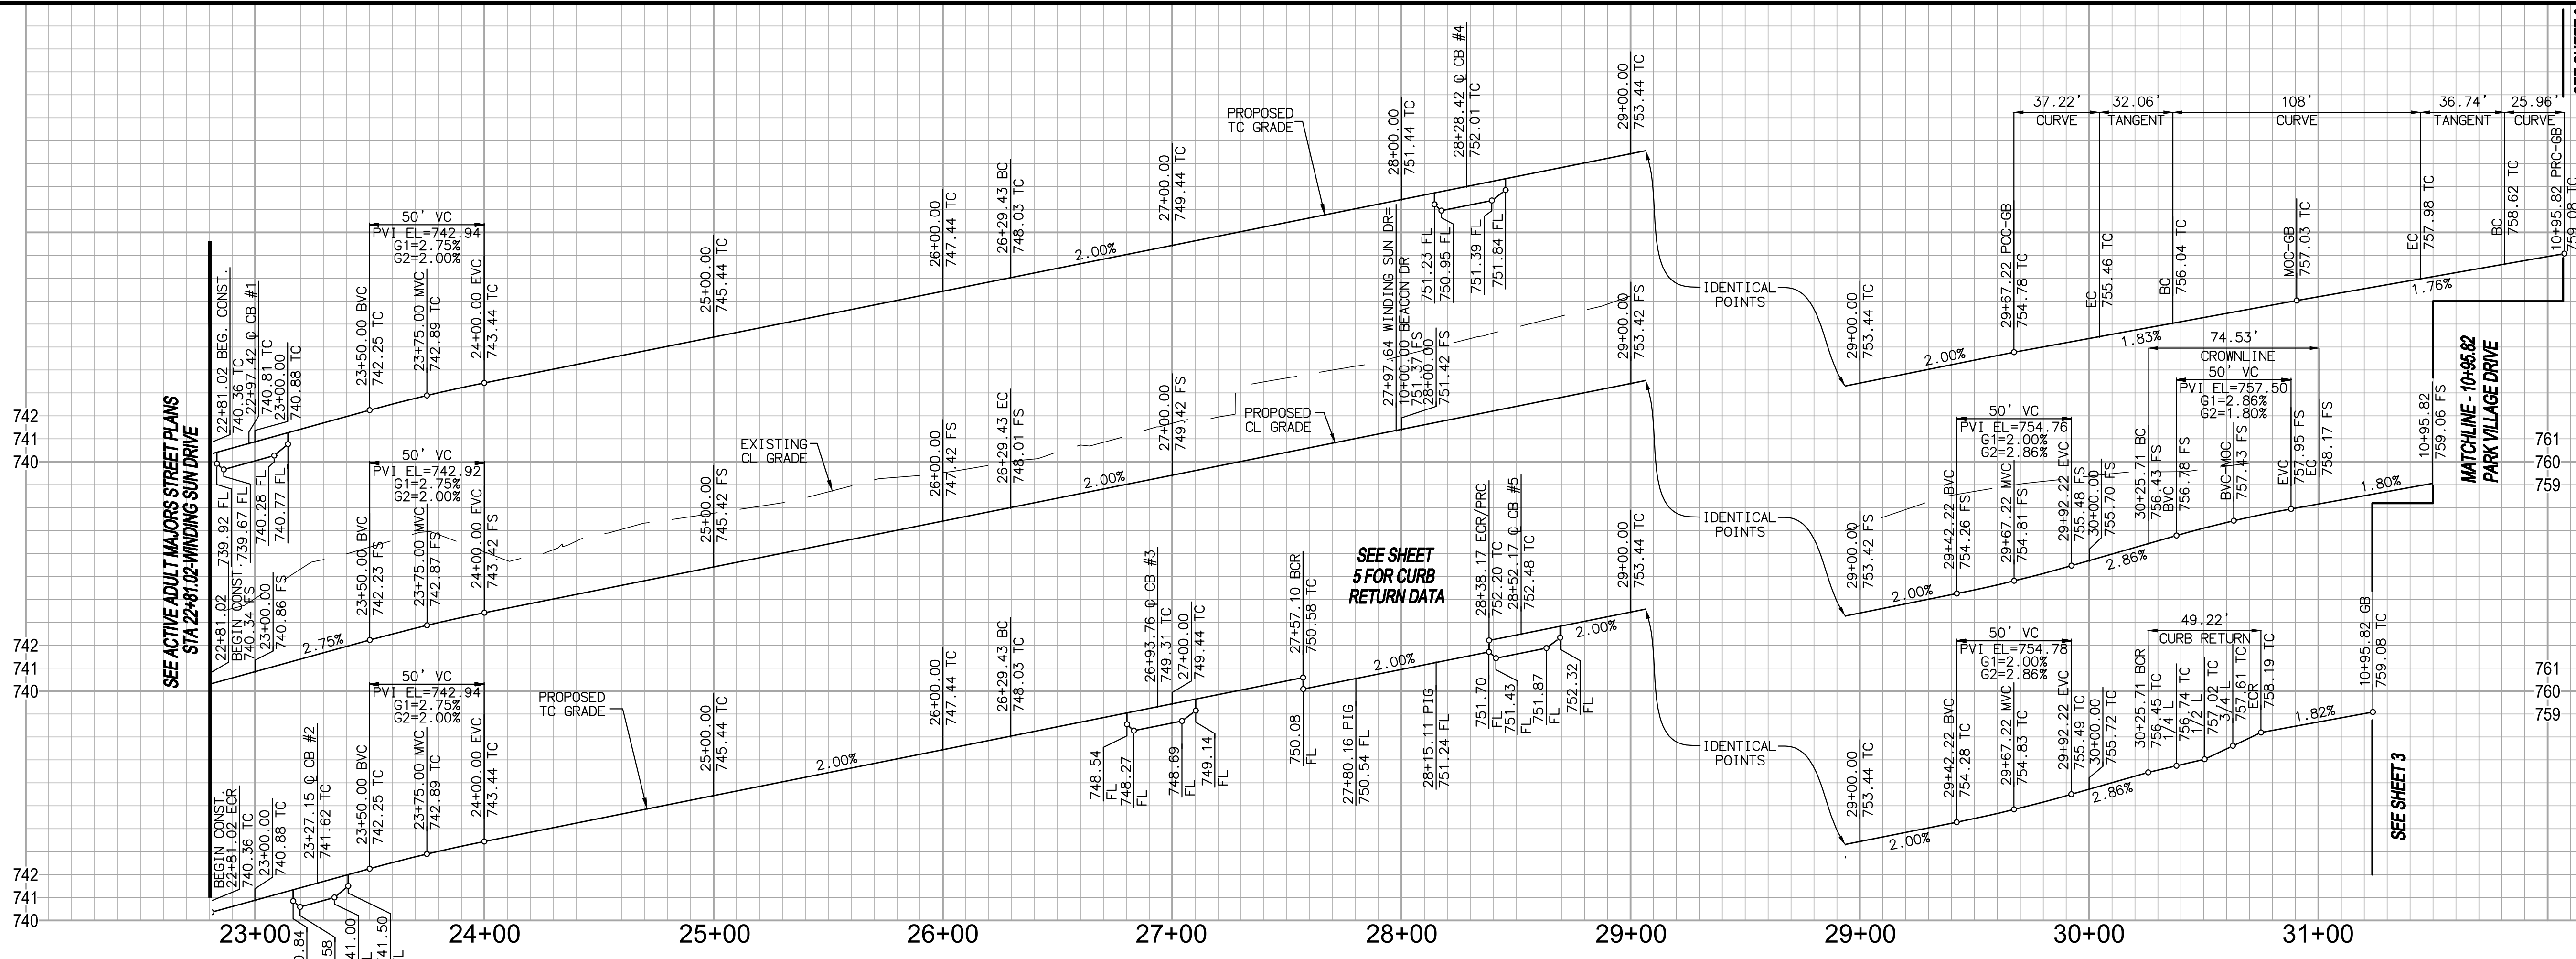 SEE ACTIVE ADULT MAJORS STREET PLANS
STA 22+81.02-WINDING SUN DRIVE
742
741
740
22+81.02 BEG. CONST.
740.36 TC
22+97.42 ℄ CB #1
740.81 TC
23+00.00
740.88 TC
739.92 FL
739.67 FL
740.28 FL
740.77 FL
50' VC
PVI EL=742.94
G1=2.75%
G2=2.00%
23+50.00 BVC
742.25 TC
23+75.00 MVC
742.89 TC
24+00.00 EVC
743.44 TC
25+00.00
745.44 TC
26+00.00
747.44 TC
26+29.43 BC
748.03 TC
2.00%
27+00.00
749.44 TC
PROPOSED
TC GRADE
28+00.00
751.44 TC
28+28.42 ℄ CB #4
752.01 TC
751.23 FL
750.95 FL
751.39 FL
751.84 FL
29+00.00
753.44 TC
IDENTICAL
POINTS
29+00.00
753.44 TC
2.00%
37.22'
CURVE
32.06'
TANGENT
108'
CURVE
36.74'
TANGENT
25.96'
CURVE
29+67.22 PCC-GB
754.78 TC
EC
755.46 TC
1.83%
BC
756.04 TC
MOC-GB
757.03 TC
EC
757.98 TC
1.76%
BC
758.62 TC
10+95.82 PRC-GB
759.08 TC
742
741
740
22+81.02
BEGIN CONST.
740.34 FS
23+00.00
740.86 FS
2.75%
50' VC
PVI EL=742.92
G1=2.75%
G2=2.00%
23+50.00 BVC
742.23 FS
23+75.00 MVC
742.87 FS
24+00.00 EVC
743.42 FS
EXISTING
CL GRADE
25+00.00
745.42 FS
26+00.00
747.42 FS
26+29.43 EC
748.01 FS
2.00%
27+00.00
749.42 FS
PROPOSED
CL GRADE
27+97.64 WINDING SUN DR=
10+00.00 BEACON DR
751.37 FS
28+00.00
751.42 FS
29+00.00
753.42 FS
IDENTICAL
POINTS
29+00.00
753.42 FS
2.00%
50' VC
PVI EL=754.76
G1=2.00%
G2=2.86%
29+42.22 BVC
754.26 FS
29+67.22 MVC
754.81 FS
29+92.22 EVC
755.48 FS
30+00.00
755.70 FS
2.86%
74.53'
CROWNLINE
50' VC
PVI EL=757.50
G1=2.86%
G2=1.80%
30+25.71 BC
756.43 FS
BVC
756.78 FS
BVC-MOC
757.43 FS
EVC
757.95 FS
EC
758.17 FS
1.80%
10+95.82
759.06 FS
MATCHLINE - 10+95.82
PARK VILLAGE DRIVE
761
760
759
742
741
740
BEGIN CONST.
22+81.02 ECR
740.36 TC
23+00.00
740.88 TC
23+27.15 ℄ CB #2
741.62 TC
41.00
41.50
50' VC
PVI EL=742.94
G1=2.75%
G2=2.00%
23+50.00 BVC
742.25 TC
23+75.00 MVC
742.89 TC
24+00.00 EVC
743.44 TC
PROPOSED
TC GRADE
25+00.00
745.44 TC
2.00%
26+00.00
747.44 TC
26+29.43 BC
748.03 TC
26+93.76 ℄ CB #3
749.31 TC
27+00.00
749.44 TC
748.54
FL
748.27
FL
748.69
FL
749.14
FL
27+57.10 BCR
750.58 TC
750.08
FL
27+80.16 PIG
750.54 FL
2.00%
28+15.11 PIG
751.24 FL
SEE SHEET
5 FOR CURB
RETURN DATA
28+38.17 ECR/PRC
752.20 TC
28+52.17 ℄ CB #5
752.48 TC
751.70
FL
751.43
FL
751.87
FL
752.32
FL
2.00%
29+00.00
753.44 TC
IDENTICAL
POINTS
29+00.00
753.44 TC
2.00%
50' VC
PVI EL=754.78
G1=2.00%
G2=2.86%
29+42.22 BVC
754.28 TC
29+67.22 MVC
754.83 TC
29+92.22 EVC
755.49 TC
30+00.00
755.72 TC
2.86%
49.22'
CURB RETURN
30+25.71 BCR
756.45 TC
1/4 L
756.74 TC
1/2 L
757.02 TC
3/4 L
757.61 TC
ECR
758.19 TC
1.82%
10+95.82 GB
759.08 TC
SEE SHEET 3
761
760
759
23+00
24+00
25+00
26+00
27+00
28+00
29+00
29+00
30+00
31+00